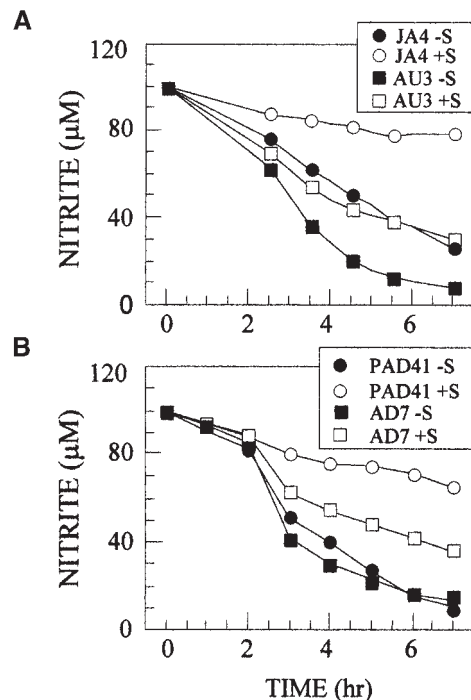 A
NITRITE (µM)
120
80
40
0
0 2 4 6
JA4 -S
JA4 +S
AU3 -S
AU3 +S
B
NITRITE (µM)
120
80
40
0
0 2 4 6
PAD41 -S
PAD41 +S
AD7 -S
AD7 +S
TIME (hr)